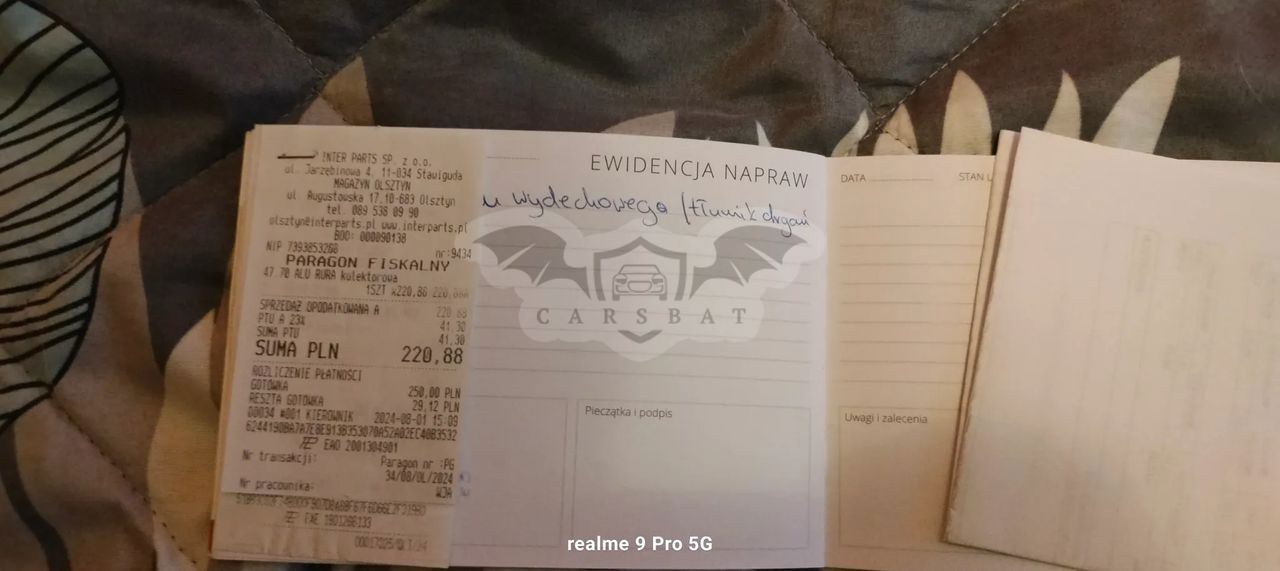 INTER PARTS SP. z o.o.
ul. Jarzębinowa 4, 11-034 Stawiguda
MAGAZYN OLSZTYN
ul. Augustowska 17,10-683 Olsztyn
tel. 089 538 09 90
olsztyn@interparts.pl www.interparts.pl
BDO: 000090138
NIP 7393853268 nr:9434
PARAGON FISKALNY
47.70 ALU RURA kolektorowa
1SZT x220,88 220,88A
SPRZEDAŻ OPODATKOWANA A 220,88
PTU A 23% 41,30
SUMA PTU 41,30
SUMA PLN 220,88
ROZLICZENIE PŁATNOŚCI
GOTÓWKA 250,00 PLN
RESZTA GOTÓWKA 29,12 PLN
00034 #001 KIEROWNIK 2024-08-01 15:09
EAO 2001304901
Nr transakcji: Paragon nr :PG
34/08/OL/2024
Nr pracownika: WJA
EWIDENCJA NAPRAW
u wydechowego (tłumik drgań
CARSBAT
Pieczątka i podpis
DATA STAN L
Uwagi i zalecenia
realme 9 Pro 5G